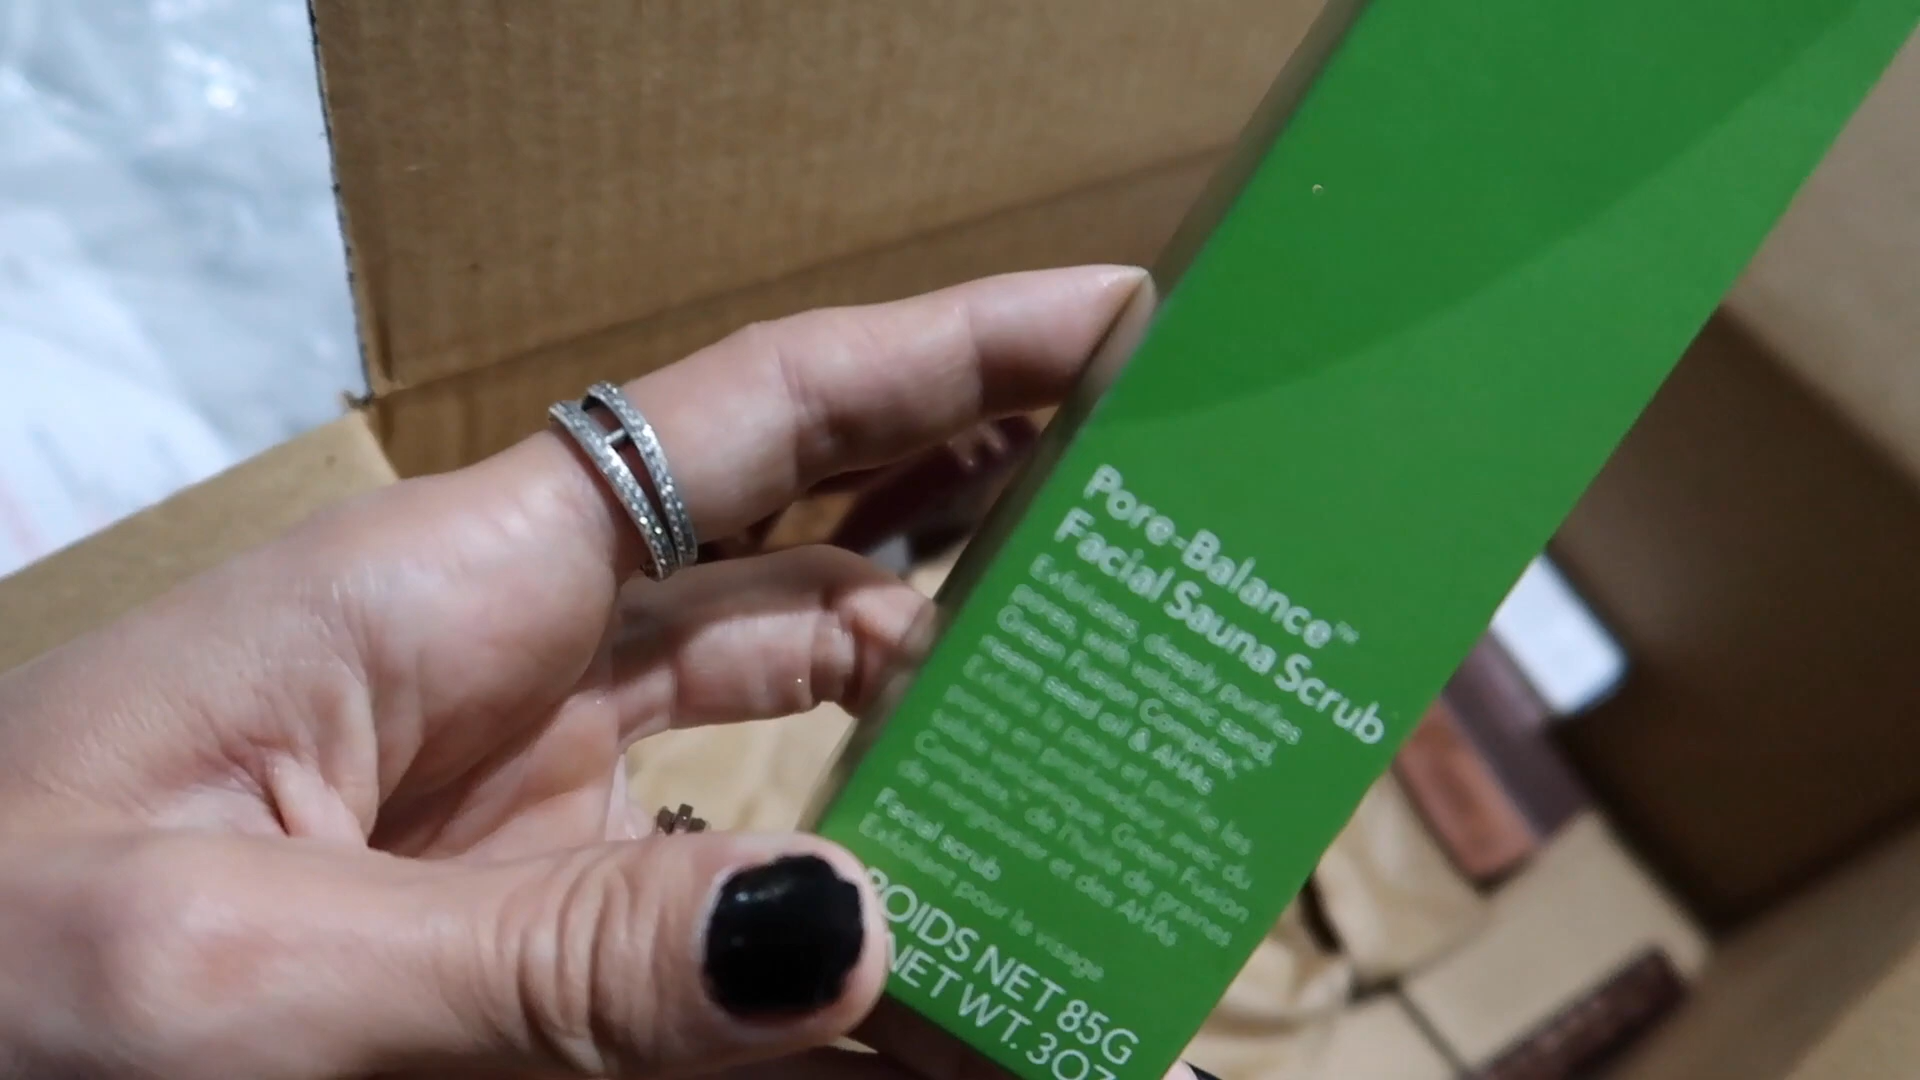 Pore-Balance™
Facial Sauna Scrub
Exfoliates, deeply purifies
pores, with volcanic sand,
Green Fusion Complex,™
neem seed oil & AHAs
Exfolie la peau et purifie les
pores en profondeur, avec du
sable volcanique, Green Fusion
Complex,™ de l'huile de graines
de margousier et des AHAs
Facial scrub
Exfoliant pour le visage
POIDS NET 85G
NET WT. 3OZ